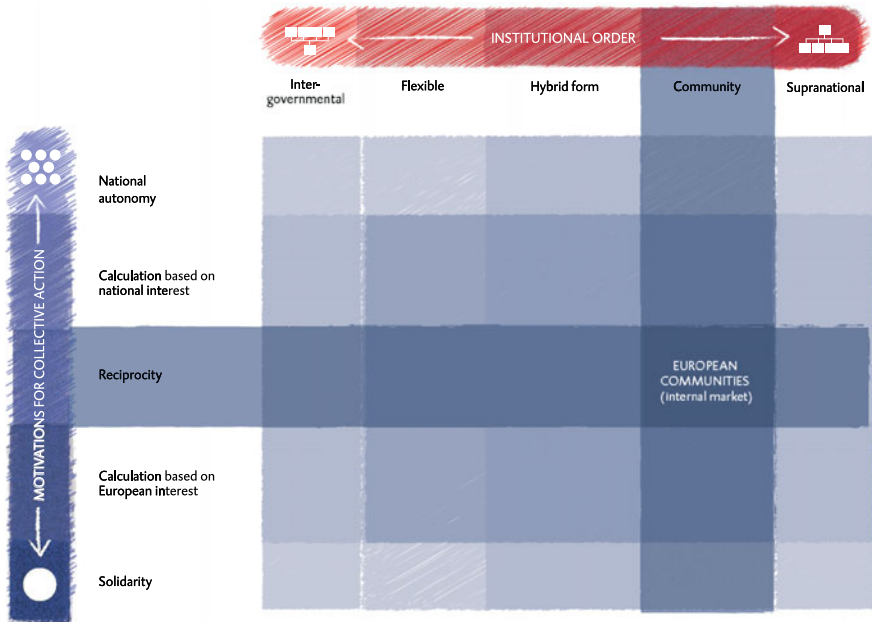 INSTITUTIONAL ORDER
Inter-
governmental
Flexible
Hybrid form
Community
Supranational
MOTIVATIONS FOR COLLECTIVE ACTION
National
autonomy
Calculation based on
national interest
Reciprocity
EUROPEAN
COMMUNITIES
(internal market)
Calculation based on
European interest
Solidarity